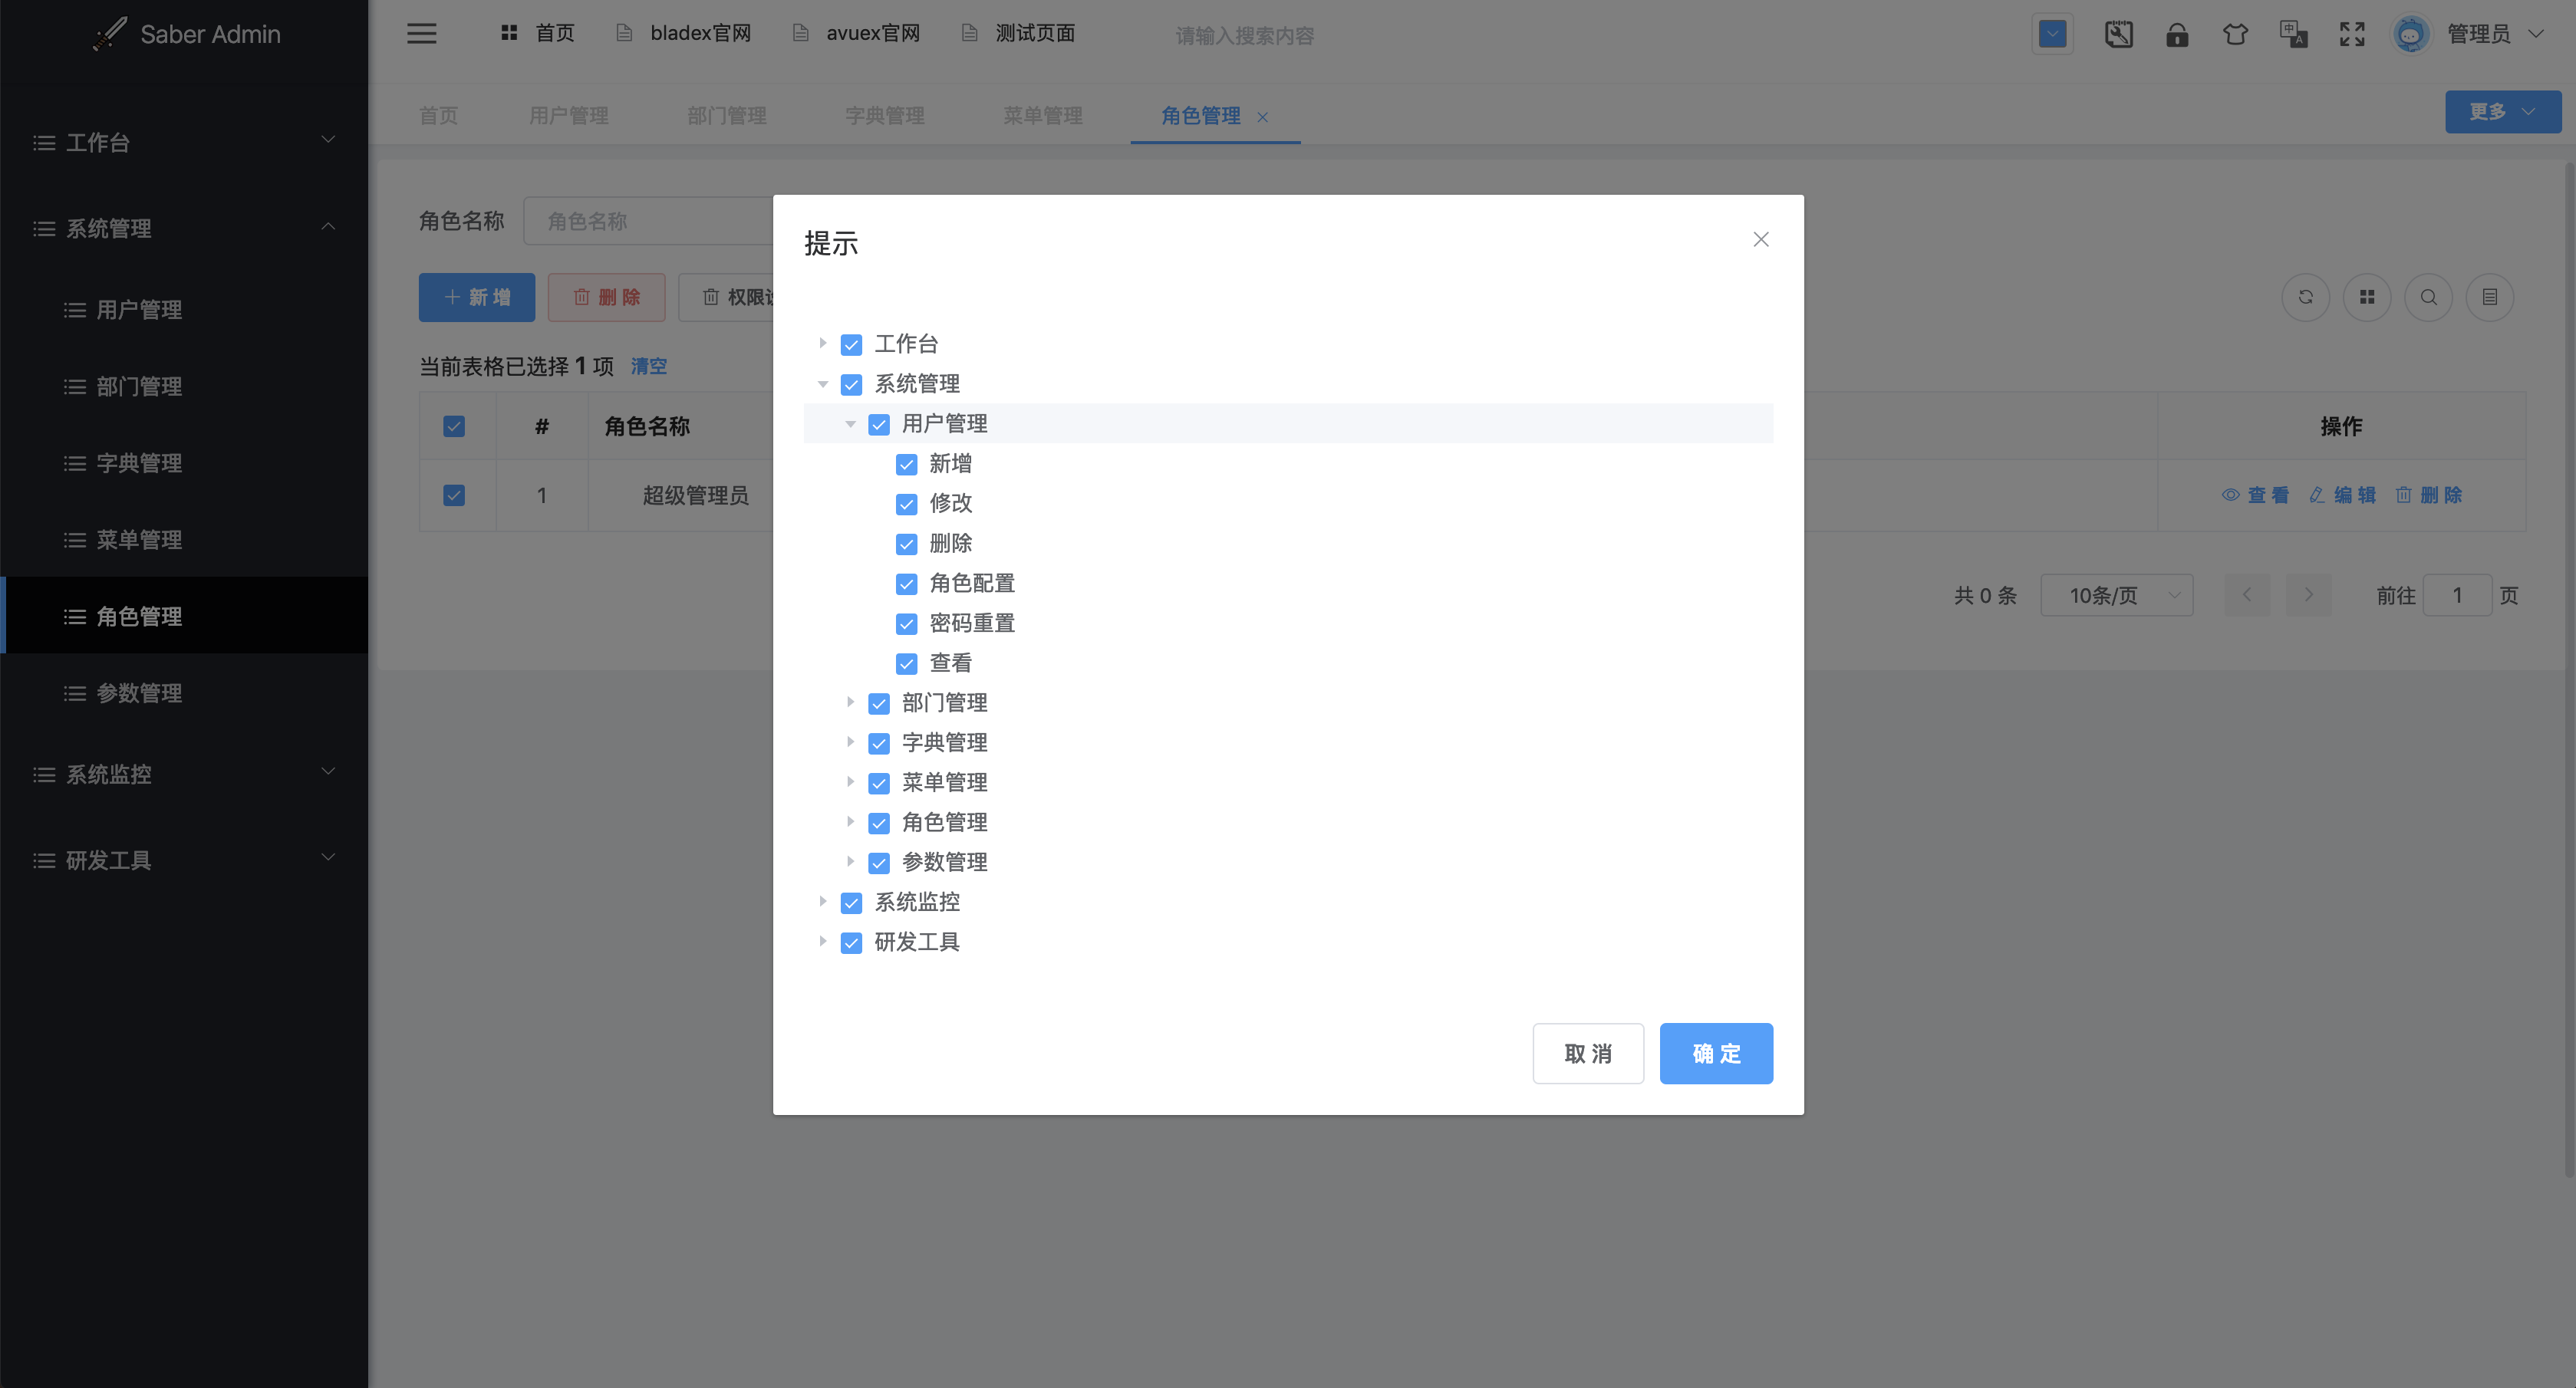 Saber Admin
首页
bladex官网
avuex官网
测试页面
请输入搜索内容
管理员
首页
用户管理
部门管理
字典管理
菜单管理
角色管理
更多
工作台
系统管理
用户管理
部门管理
字典管理
菜单管理
角色管理
参数管理
系统监控
研发工具
角色名称
角色名称
新 增
删 除
权限
当前表格已选择 1 项 清空
# 角色名称 操作
1 超级管理员 查 看 编 辑 删 除
共 0 条 10条/页 前往 1 页
提示
工作台
系统管理
用户管理
新增
修改
删除
角色配置
密码重置
查看
部门管理
字典管理
菜单管理
角色管理
参数管理
系统监控
研发工具
取 消
确 定